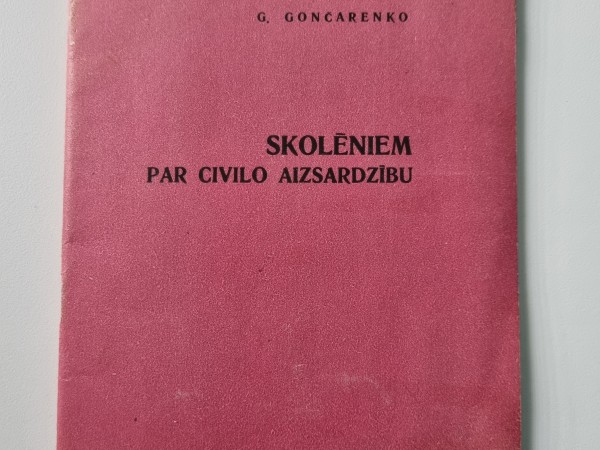 G. GONČARENKO
SKOLĒNIEM
PAR CIVILO AIZSARDZĪBU